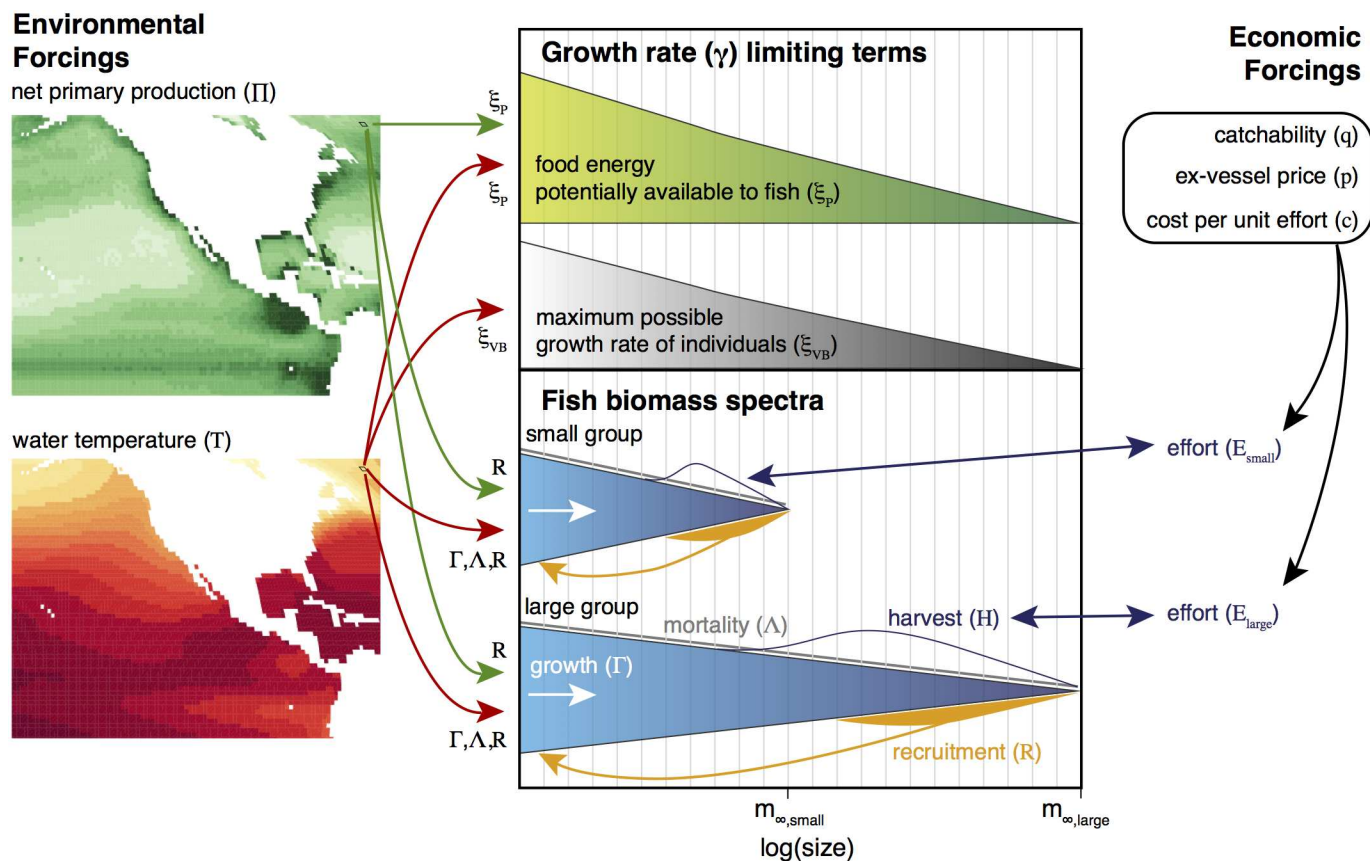 Environmental
Forcings
net primary production (Π)
water temperature (T)
ξP
ξP
ξVB
R
Γ,Λ,R
R
Γ,Λ,R
Growth rate (γ) limiting terms
food energy
potentially available to fish (ξP)
maximum possible
growth rate of individuals (ξVB)
Fish biomass spectra
small group
large group
mortality (Λ)
harvest (H)
growth (Γ)
recruitment (R)
m∞,small
m∞,large
log(size)
Economic
Forcings
catchability (q)
ex-vessel price (p)
cost per unit effort (c)
effort (Esmall)
effort (Elarge)